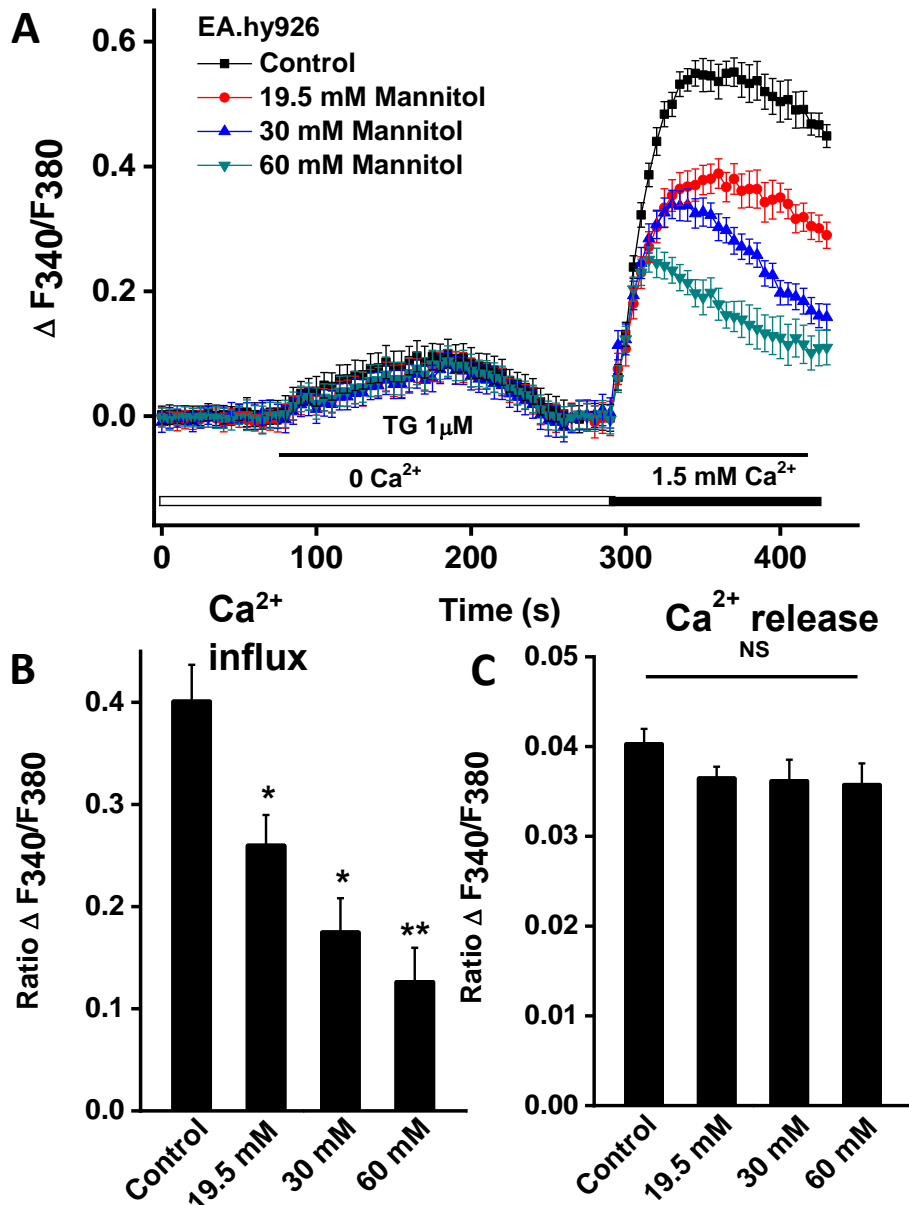 A
EA.hy926
Control
19.5 mM Mannitol
30 mM Mannitol
60 mM Mannitol
Δ F340/F380
0.6
0.4
0.2
0.0
TG 1μM
0 Ca2+
1.5 mM Ca2+
0 100 200 300 400
Time (s)
B
Ca2+
influx
Ratio Δ F340/F380
0.4
0.3
0.2
0.1
0.0
*
*
**
Control
19.5 mM
30 mM
60 mM
C
Ca2+ release
NS
Ratio Δ F340/F380
0.05
0.04
0.03
0.02
0.01
0.00
Control
19.5 mM
30 mM
60 mM